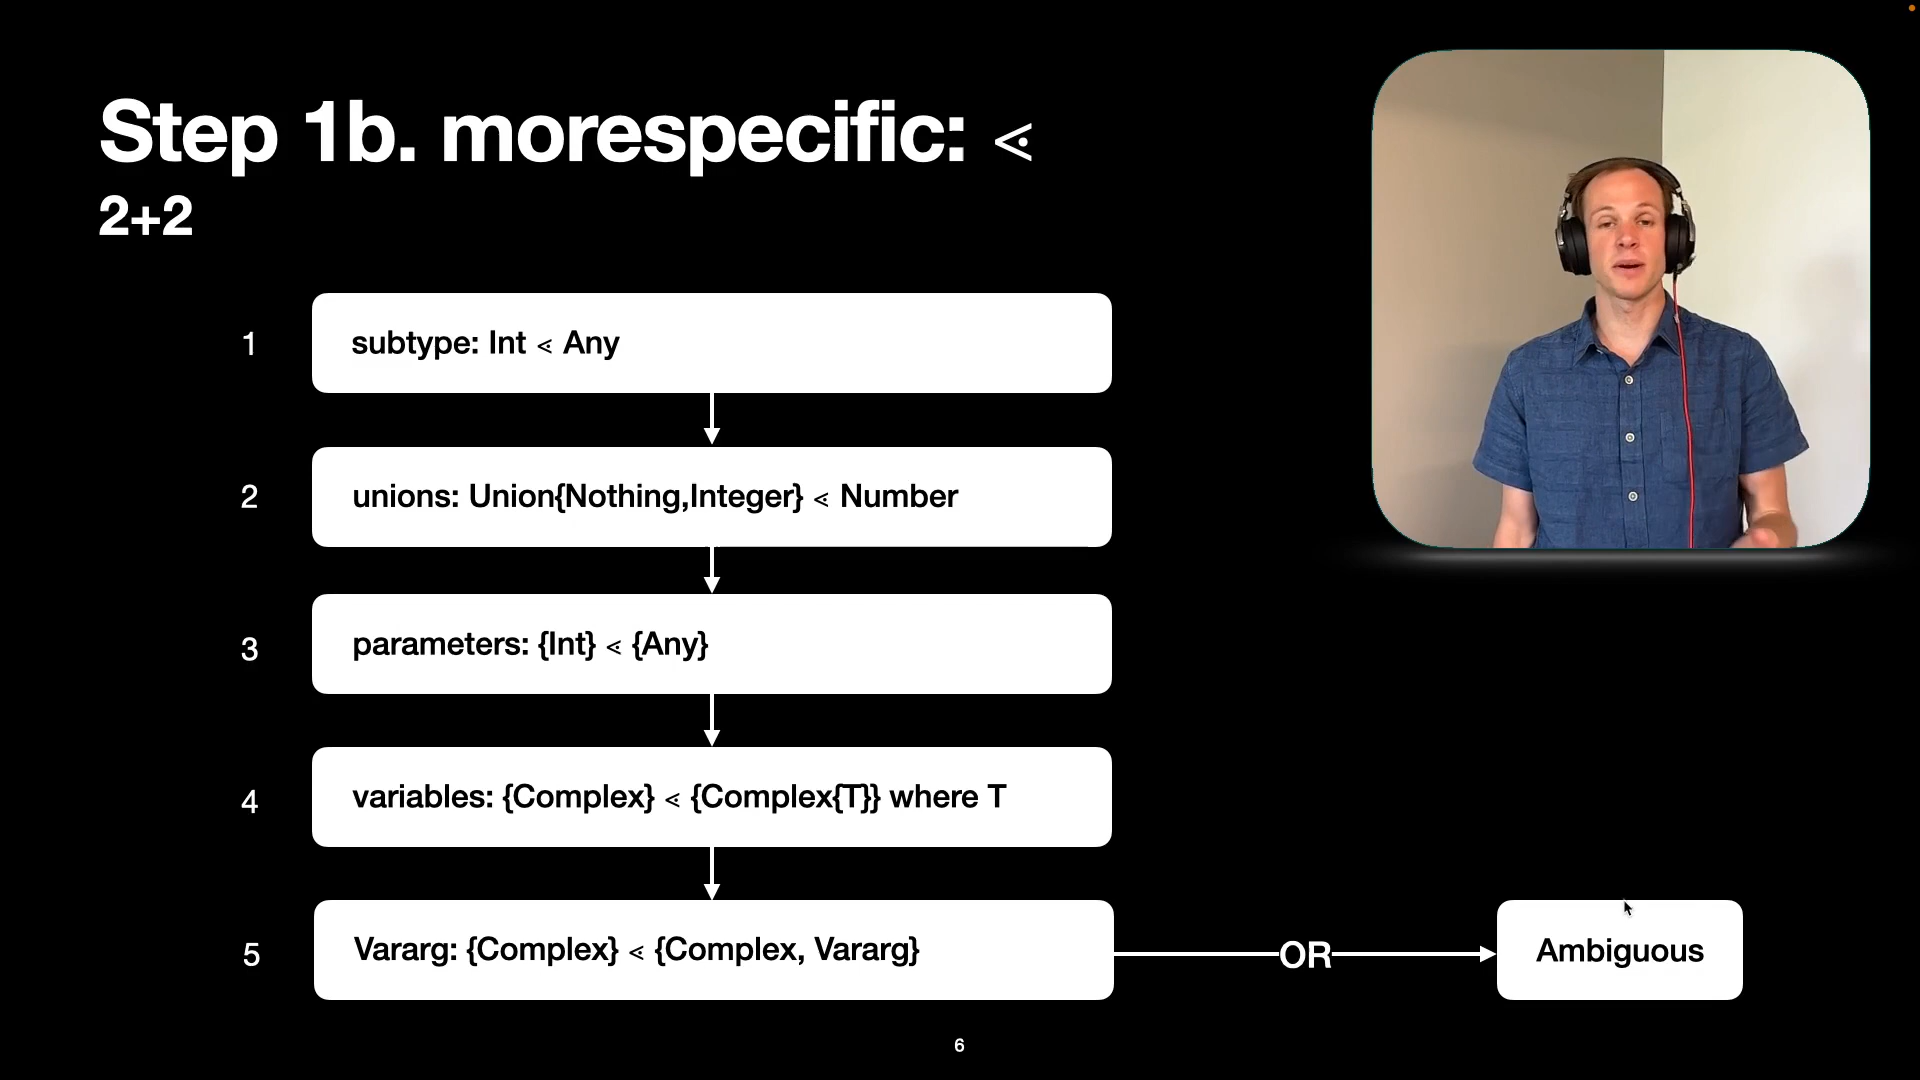 Step 1b. morespecific: ⋖
2+2
1
subtype: Int ⋖ Any
2
unions: Union{Nothing,Integer} ⋖ Number
3
parameters: {Int} ⋖ {Any}
4
variables: {Complex} ⋖ {Complex{T}} where T
5
Vararg: {Complex} ⋖ {Complex, Vararg}
OR
Ambiguous
6